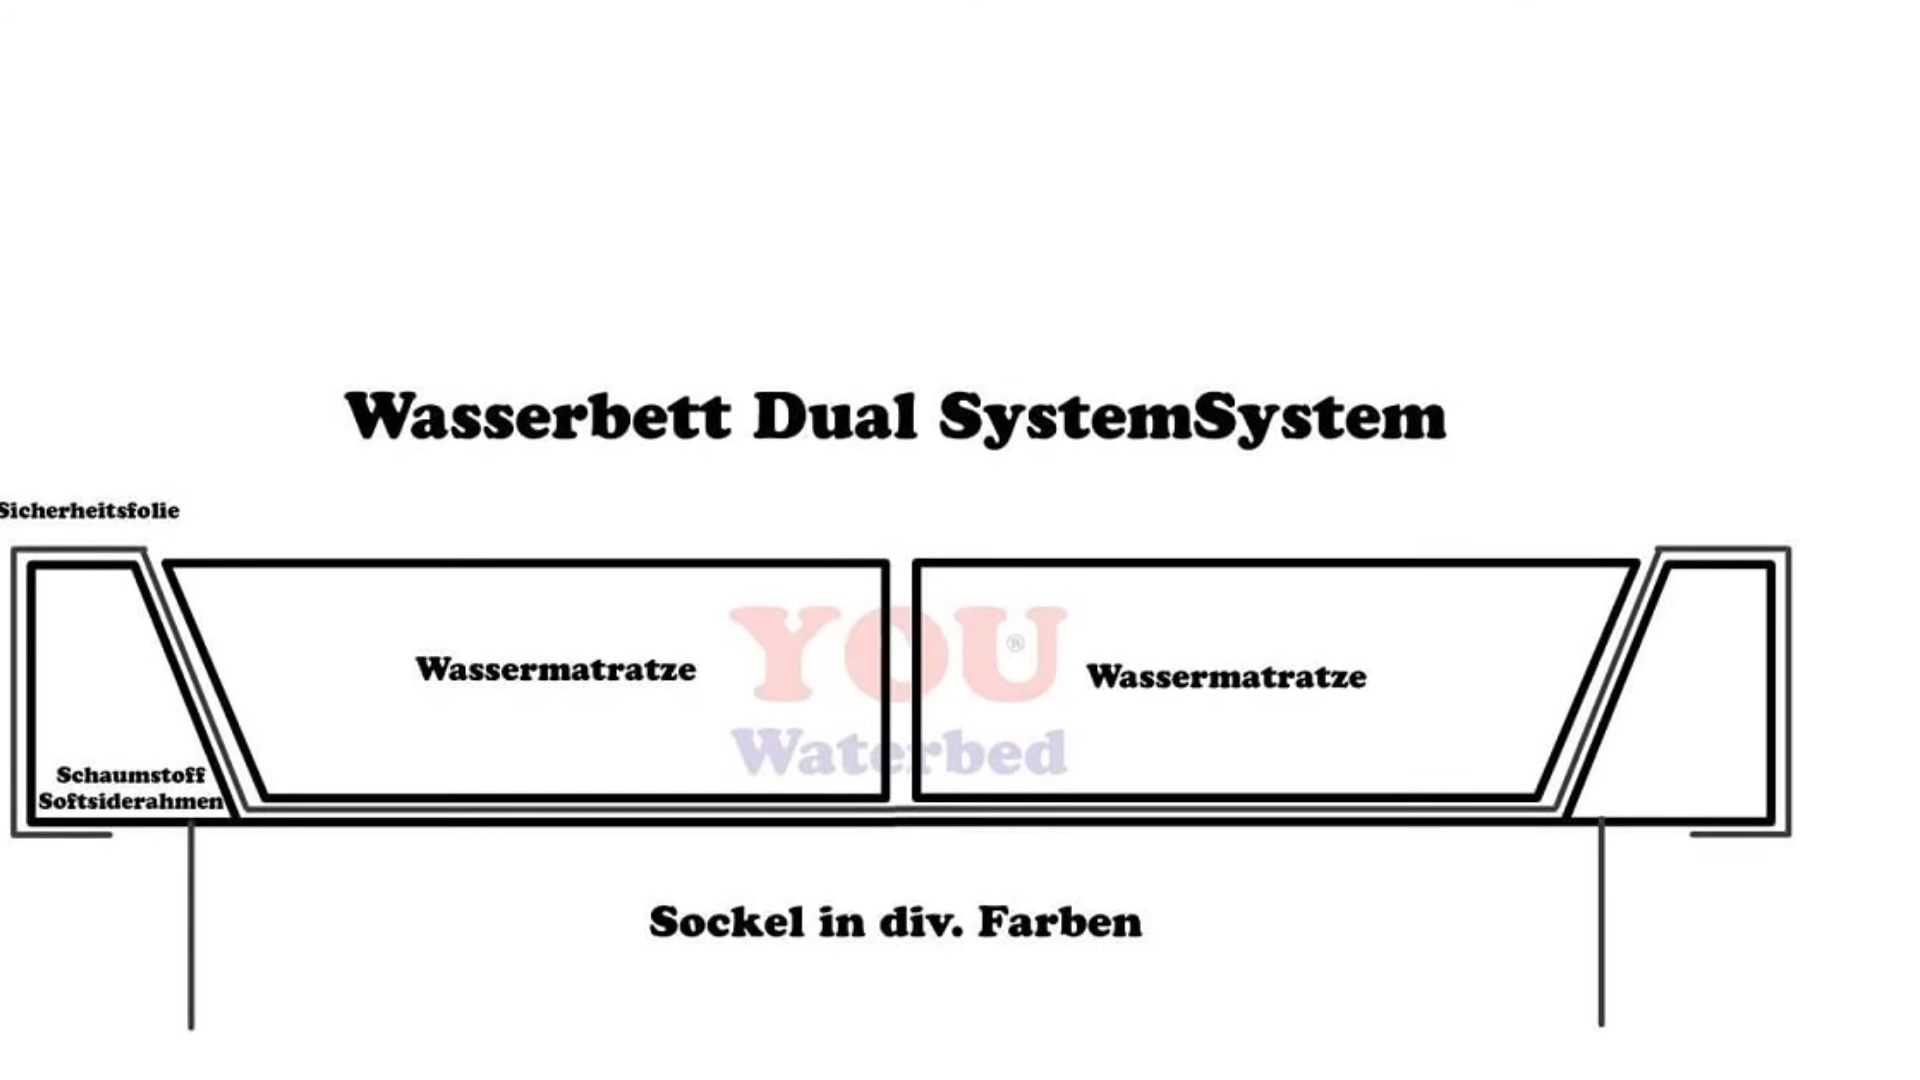 Wasserbett Dual SystemSystem
Sicherheitsfolie
Wassermatratze
YOU
®
Waterbed
Wassermatratze
Schaumstoff
Softsiderahmen
Sockel in div. Farben